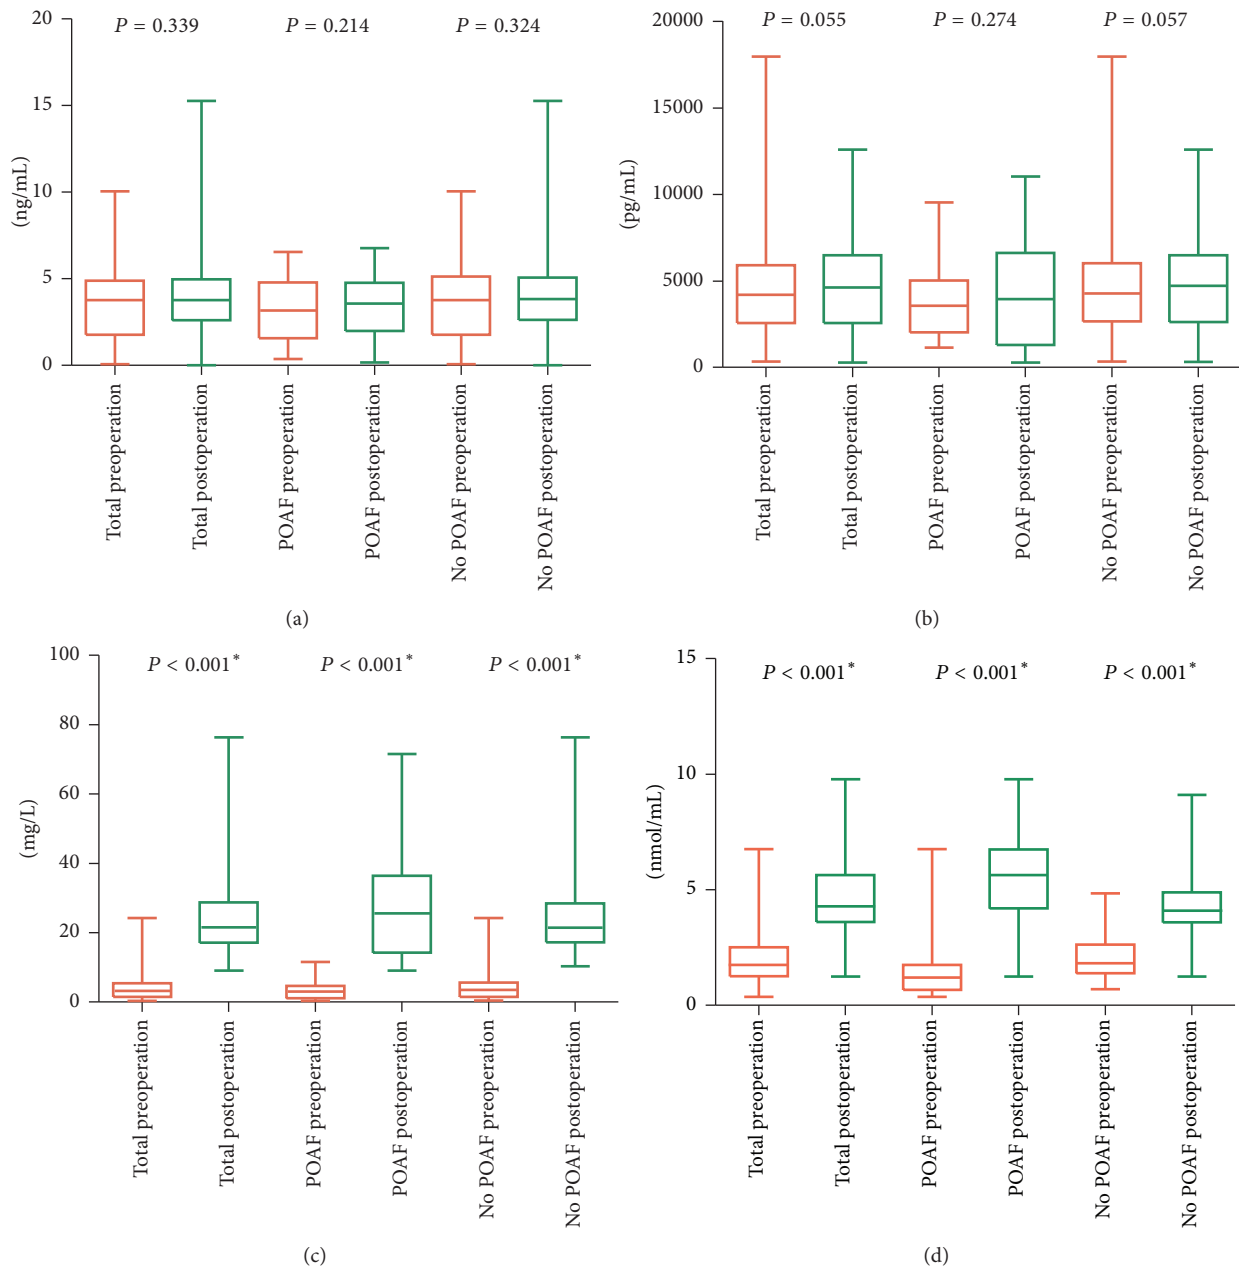 P = 0.339 P = 0.214 P = 0.324
20
15
10
5
0
(ng/mL)
Total preoperation
Total postoperation
POAF preoperation
POAF postoperation
No POAF preoperation
No POAF postoperation
(a)
P = 0.055 P = 0.274 P = 0.057
20000
15000
10000
5000
0
(pg/mL)
Total preoperation
Total postoperation
POAF preoperation
POAF postoperation
No POAF preoperation
No POAF postoperation
(b)
P < 0.001* P < 0.001* P < 0.001*
100
80
60
40
20
0
(mg/L)
Total preoperation
Total postoperation
POAF preoperation
POAF postoperation
No POAF preoperation
No POAF postoperation
(c)
P < 0.001* P < 0.001* P < 0.001*
15
10
5
0
(nmol/mL)
Total preoperation
Total postoperation
POAF preoperation
POAF postoperation
No POAF preoperation
No POAF postoperation
(d)